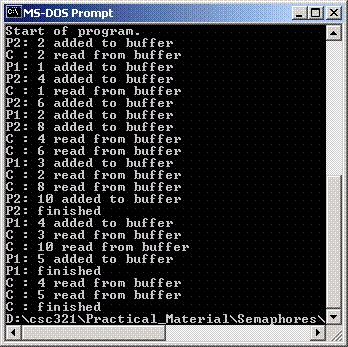 MS-DOS Prompt
Start of program.
P2: 2 added to buffer
C : 2 read from buffer
P1: 1 added to buffer
P2: 4 added to buffer
C : 1 read from buffer
P2: 6 added to buffer
P1: 2 added to buffer
P2: 8 added to buffer
C : 4 read from buffer
C : 6 read from buffer
P1: 3 added to buffer
C : 2 read from buffer
C : 8 read from buffer
P2: 10 added to buffer
P2: finished
P1: 4 added to buffer
C : 3 read from buffer
C : 10 read from buffer
P1: 5 added to buffer
P1: finished
C : 4 read from buffer
C : 5 read from buffer
C : finished
D:\csc321\Practical_Material\Semaphores\